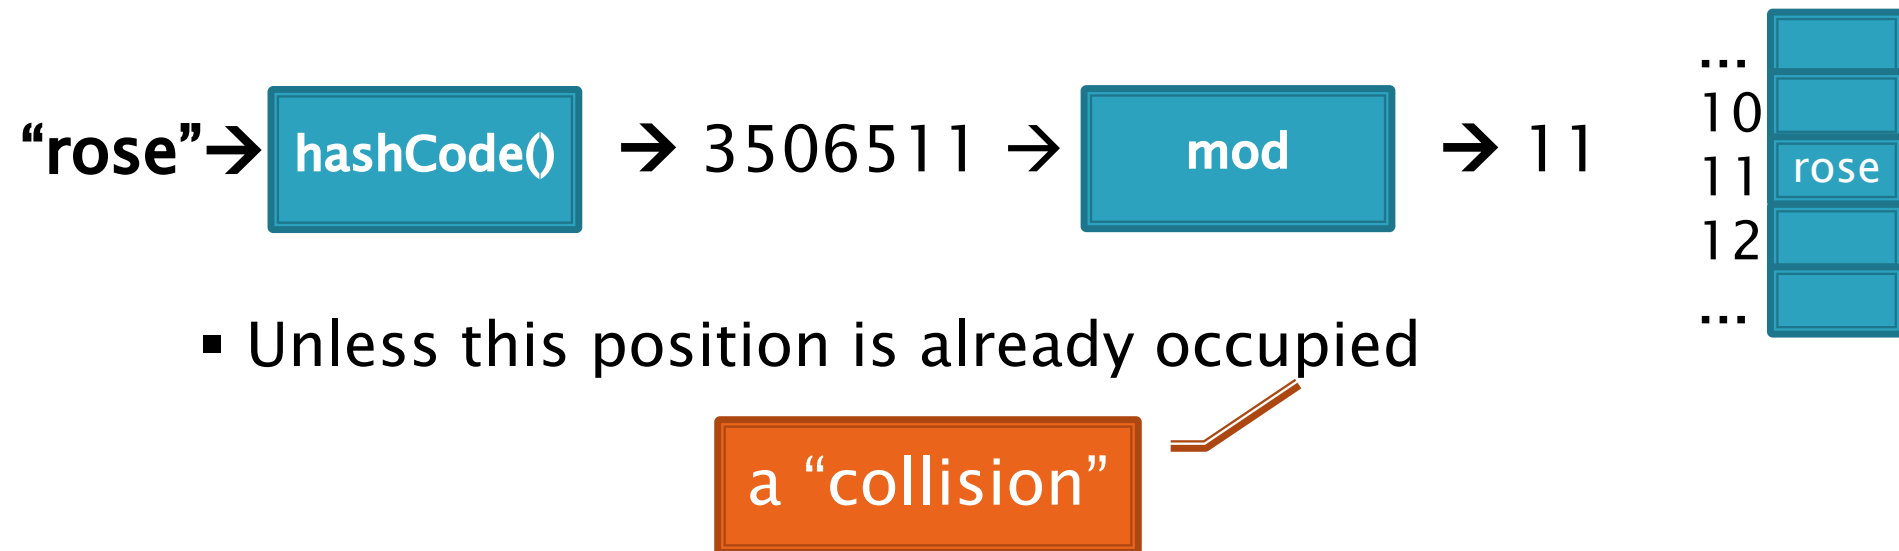 “rose”→ hashCode() → 3506511 → mod → 11
...
10
11 rose
12
...
▪ Unless this position is already occupied
a “collision”